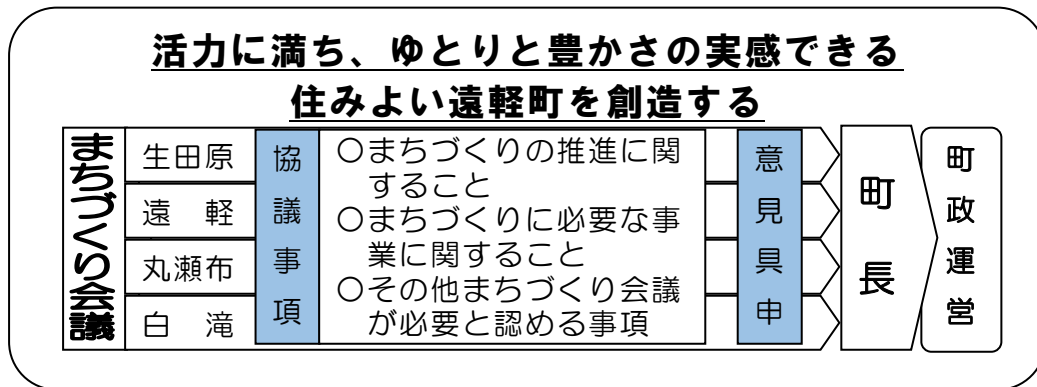 活力に満ち、ゆとりと豊かさの実感できる
住みよい遠軽町を創造する
まちづくり会議
生田原
遠　軽
丸瀬布
白　滝
協議事項
〇まちづくりの推進に関
すること
〇まちづくりに必要な事
業に関すること
〇その他まちづくり会議
が必要と認める事項
意見具申
町長
町政運営